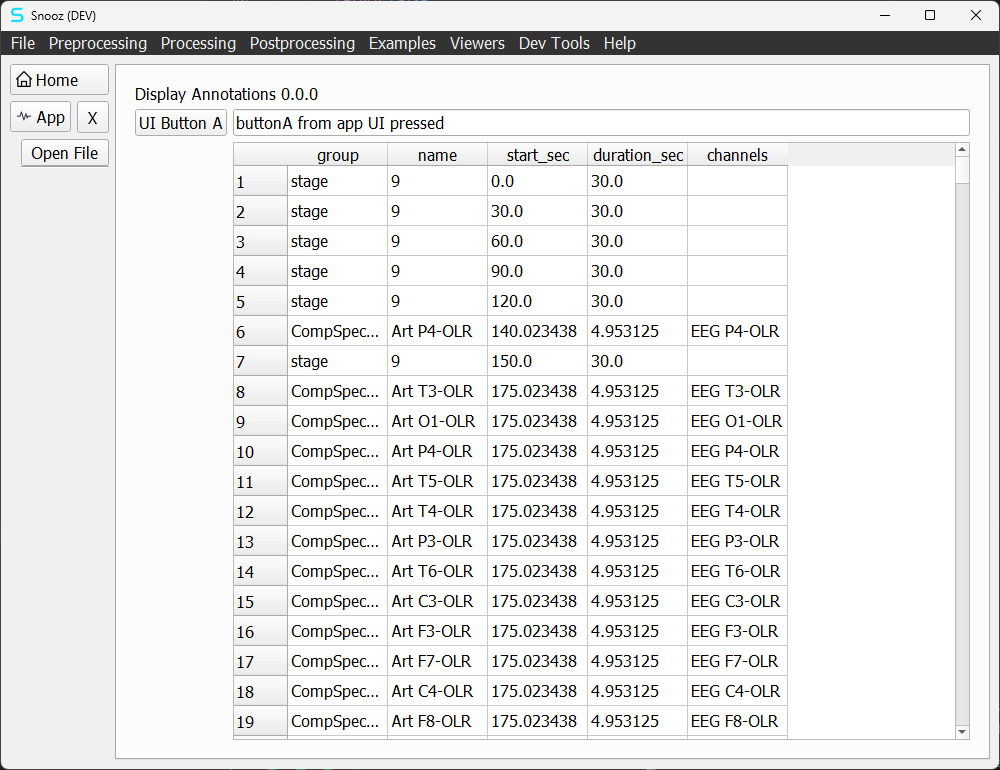 Snooz (DEV)
File Preprocessing Processing Postprocessing Examples Viewers Dev Tools Help
Home
App X
Open File
Display Annotations 0.0.0
UI Button A buttonA from app UI pressed
group name start_sec duration_sec channels
1 stage 9 0.0 30.0
2 stage 9 30.0 30.0
3 stage 9 60.0 30.0
4 stage 9 90.0 30.0
5 stage 9 120.0 30.0
6 CompSpec... Art P4-OLR 140.023438 4.953125 EEG P4-OLR
7 stage 9 150.0 30.0
8 CompSpec... Art T3-OLR 175.023438 4.953125 EEG T3-OLR
9 CompSpec... Art O1-OLR 175.023438 4.953125 EEG O1-OLR
10 CompSpec... Art P4-OLR 175.023438 4.953125 EEG P4-OLR
11 CompSpec... Art T5-OLR 175.023438 4.953125 EEG T5-OLR
12 CompSpec... Art T4-OLR 175.023438 4.953125 EEG T4-OLR
13 CompSpec... Art P3-OLR 175.023438 4.953125 EEG P3-OLR
14 CompSpec... Art T6-OLR 175.023438 4.953125 EEG T6-OLR
15 CompSpec... Art C3-OLR 175.023438 4.953125 EEG C3-OLR
16 CompSpec... Art F3-OLR 175.023438 4.953125 EEG F3-OLR
17 CompSpec... Art F7-OLR 175.023438 4.953125 EEG F7-OLR
18 CompSpec... Art C4-OLR 175.023438 4.953125 EEG C4-OLR
19 CompSpec... Art F8-OLR 175.023438 4.953125 EEG F8-OLR